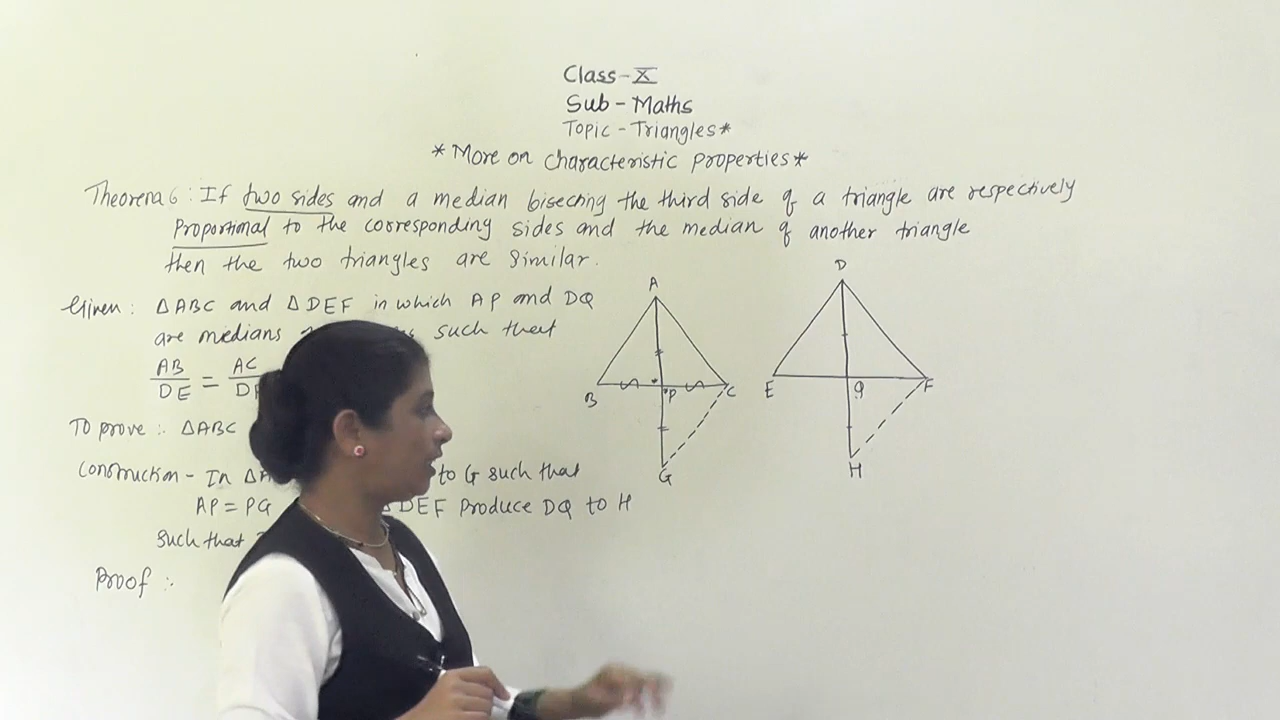 Class-X
Sub-Maths
Topic-Triangles*
*More on characteristic properties*
Theorem 6: If two sides and a median bisecting the third side of a triangle are respectively
Proportional to the corresponding sides and the median of another triangle
then the two triangles are similar.
Given: ΔABC and ΔDEF in which AP and DQ
are medians such that
AB/DE = AC/D
To prove :- ΔABC
Construction - In Δ to G such that
AP = PG DEF produce DQ to H
such that
Proof :-
A
B
P
C
G
D
E
Q
F
H